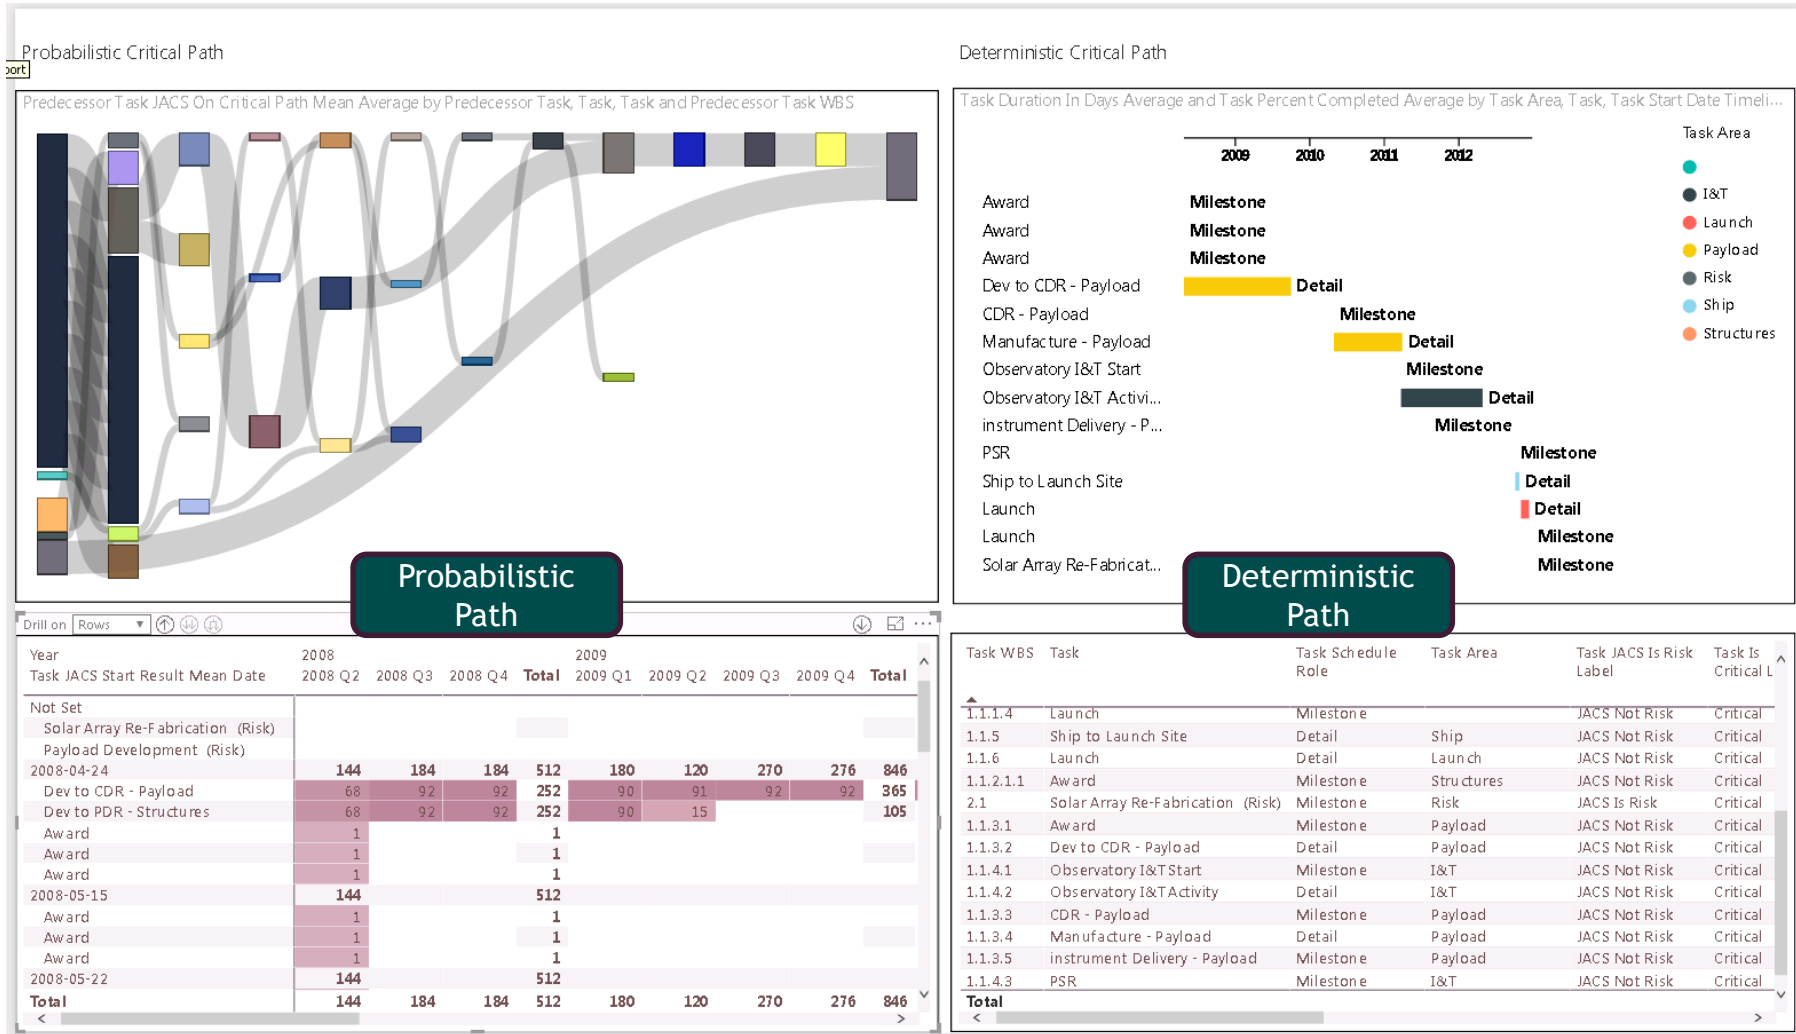 Probabilistic Critical Path
port
Predecessor Task JACS On Critical Path Mean Average by Predecessor Task, Task, Task and Predecessor Task WBS
Probabilistic
Path
Drill on Rows
Year 2008 2009
Task JACS Start Result Mean Date 2008 Q2 2008 Q3 2008 Q4 Total 2009 Q1 2009 Q2 2009 Q3 2009 Q4 Total
Not Set
Solar Array Re-Fabrication (Risk)
Payload Development (Risk)
2008-04-24 144 184 184 512 180 120 270 276 846
Dev to CDR - Payload 68 92 92 252 90 91 92 92 365
Dev to PDR - Structures 68 92 92 252 90 15 105
Award 1 1
Award 1 1
Award 1 1
2008-05-15 144 512
Award 1 1
Award 1 1
Award 1 1
2008-05-22 144 512
Total 144 184 184 512 180 120 270 276 846
Deterministic Critical Path
Task Duration In Days Average and Task Percent Completed Average by Task Area, Task, Task Start Date Timeli...
2009 2010 2011 2012
Award Milestone
Award Milestone
Award Milestone
Dev to CDR - Payload Detail
CDR - Payload Milestone
Manufacture - Payload Detail
Observatory I&T Start Milestone
Observatory I&T Activi... Detail
instrument Delivery - P... Milestone
PSR Milestone
Ship to Launch Site Detail
Launch Detail
Launch Milestone
Solar Array Re-Fabricat... Milestone
Task Area
I&T
Launch
Payload
Risk
Ship
Structures
Deterministic
Path
Task WBS Task Task Schedule Role Task Area Task JACS Is Risk Label Task Is Critical L
1.1.1.4 Launch Milestone JACS Not Risk Critical
1.1.5 Ship to Launch Site Detail Ship JACS Not Risk Critical
1.1.6 Launch Detail Launch JACS Not Risk Critical
1.1.2.1.1 Award Milestone Structures JACS Not Risk Critical
2.1 Solar Array Re-Fabrication (Risk) Milestone Risk JACS Is Risk Critical
1.1.3.1 Award Milestone Payload JACS Not Risk Critical
1.1.3.2 Dev to CDR - Payload Detail Payload JACS Not Risk Critical
1.1.4.1 Observatory I&T Start Milestone I&T JACS Not Risk Critical
1.1.4.2 Observatory I&T Activity Detail I&T JACS Not Risk Critical
1.1.3.3 CDR - Payload Milestone Payload JACS Not Risk Critical
1.1.3.4 Manufacture - Payload Detail Payload JACS Not Risk Critical
1.1.3.5 instrument Delivery - Payload Milestone Payload JACS Not Risk Critical
1.1.4.3 PSR Milestone I&T JACS Not Risk Critical
Total